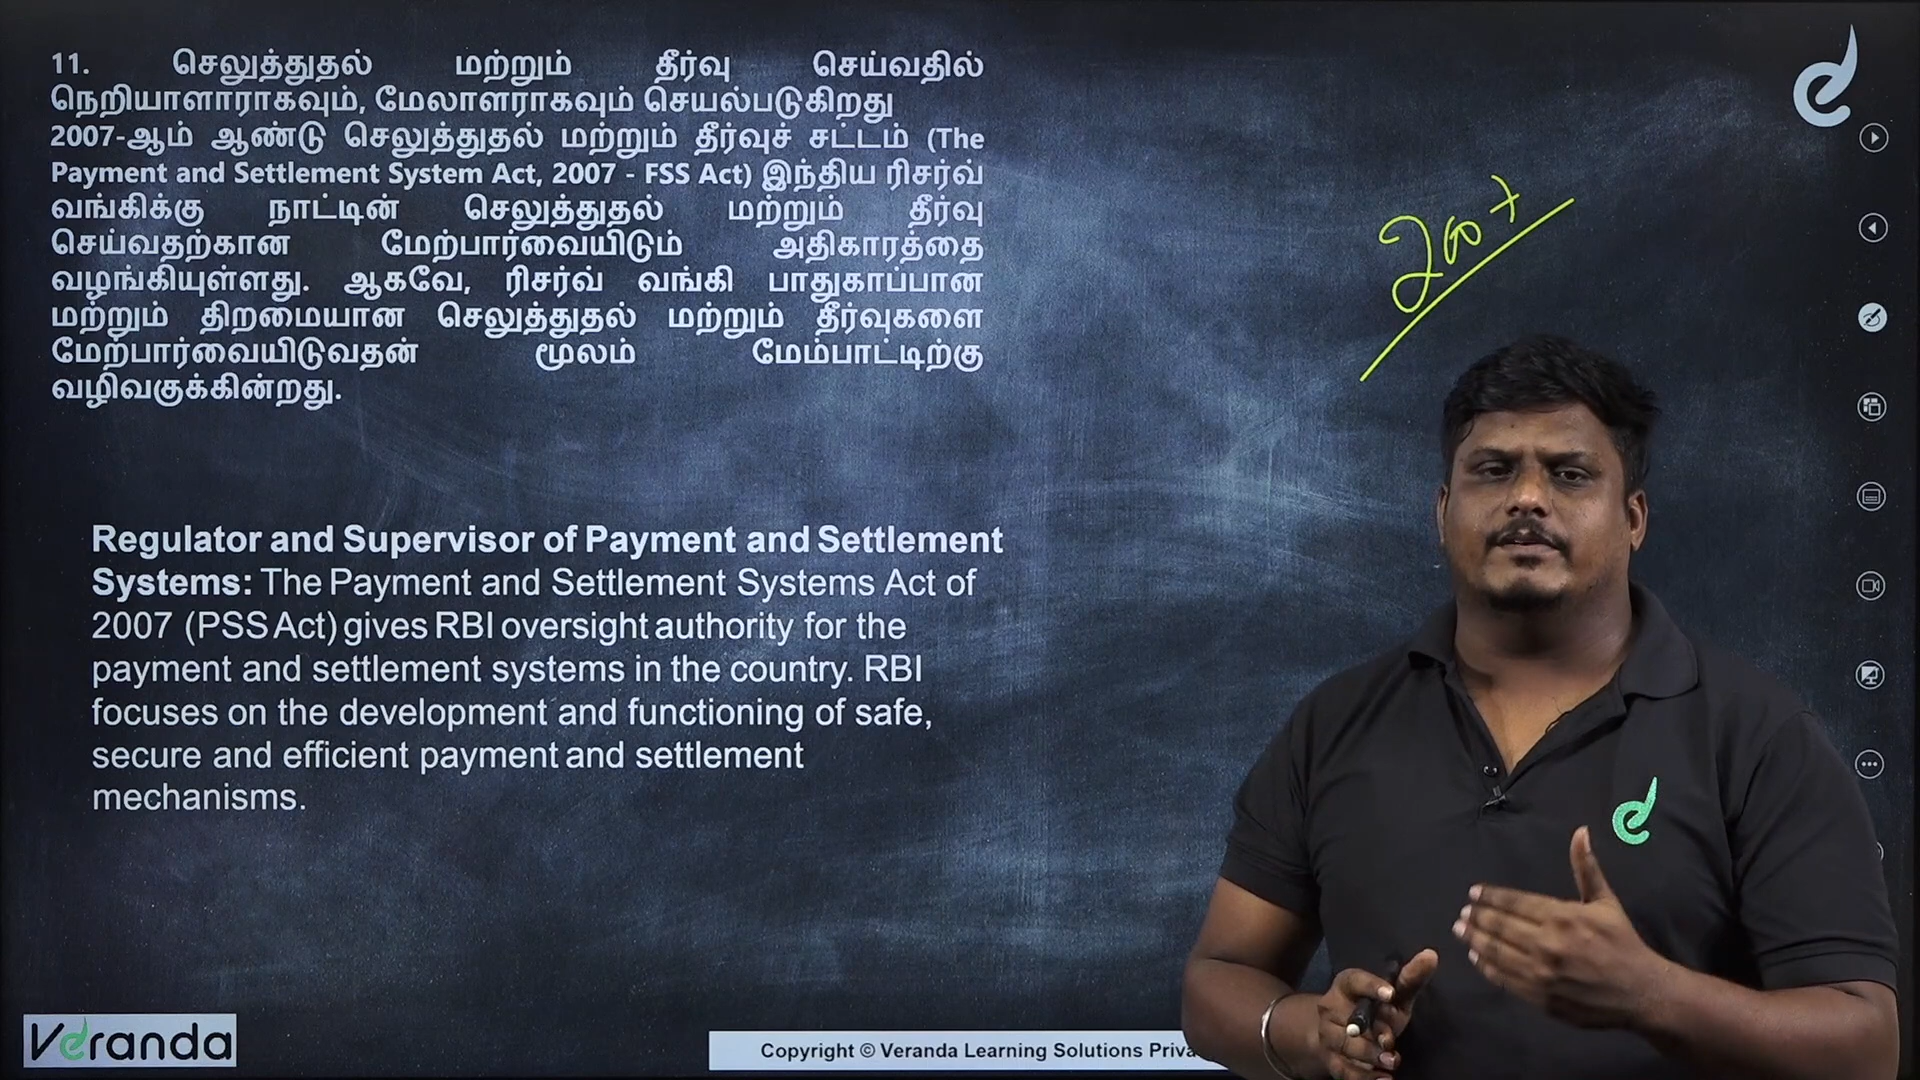 11. செலுத்துதல் மற்றும் தீர்வு செய்வதில்
நெறியாளாராகவும், மேலாளராகவும் செயல்படுகிறது
2007-ஆம் ஆண்டு செலுத்துதல் மற்றும் தீர்வுச் சட்டம் (The
Payment and Settlement System Act, 2007 - FSS Act) இந்திய ரிசர்வ்
வங்கிக்கு நாட்டின் செலுத்துதல் மற்றும் தீர்வு
செய்வதற்கான மேற்பார்வையிடும் அதிகாரத்தை
வழங்கியுள்ளது. ஆகவே, ரிசர்வ் வங்கி பாதுகாப்பான
மற்றும் திறமையான செலுத்துதல் மற்றும் தீர்வுகளை
மேற்பார்வையிடுவதன் மூலம் மேம்பாட்டிற்கு
வழிவகுக்கின்றது.
200+
Regulator and Supervisor of Payment and Settlement
Systems: The Payment and Settlement Systems Act of
2007 (PSS Act) gives RBI oversight authority for the
payment and settlement systems in the country. RBI
focuses on the development and functioning of safe,
secure and efficient payment and settlement
mechanisms.
Veranda
Copyright © Veranda Learning Solutions Priva